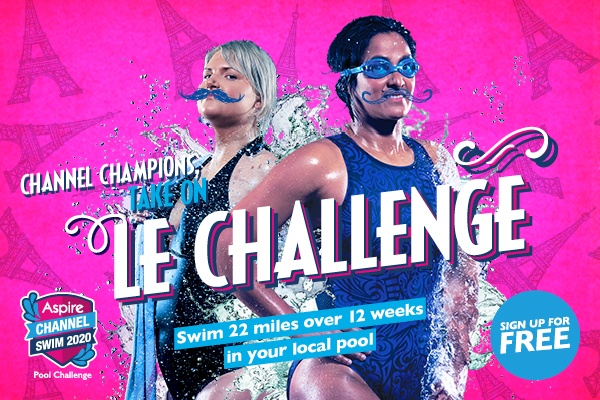 CHANNEL CHAMPIONS,
TAKE ON
LE CHALLENGE
Swim 22 miles over 12 weeks
in your local pool
Aspire
CHANNEL
SWIM 2020
Pool Challenge
SIGN UP FOR
FREE